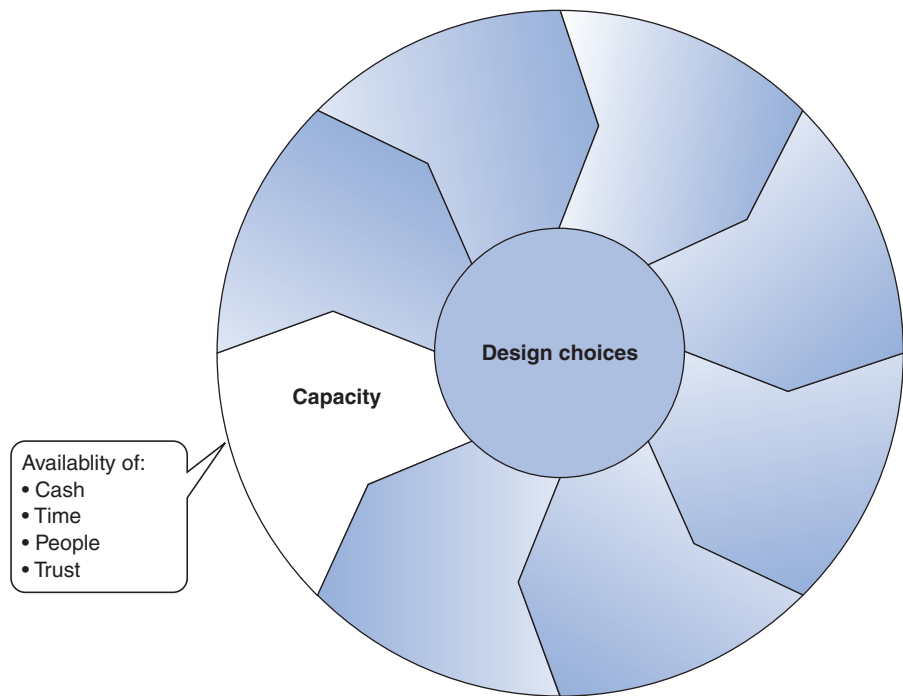 Design choices
Capacity
Availablity of:
• Cash
• Time
• People
• Trust